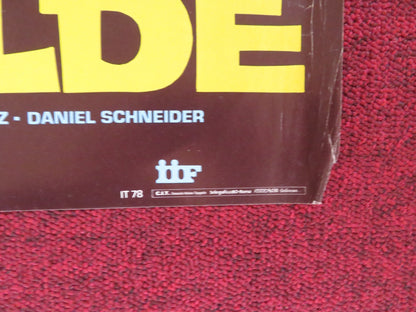 LDE
Z - DANIEL SCHNEIDER
iif
IT 78 C.I.T.